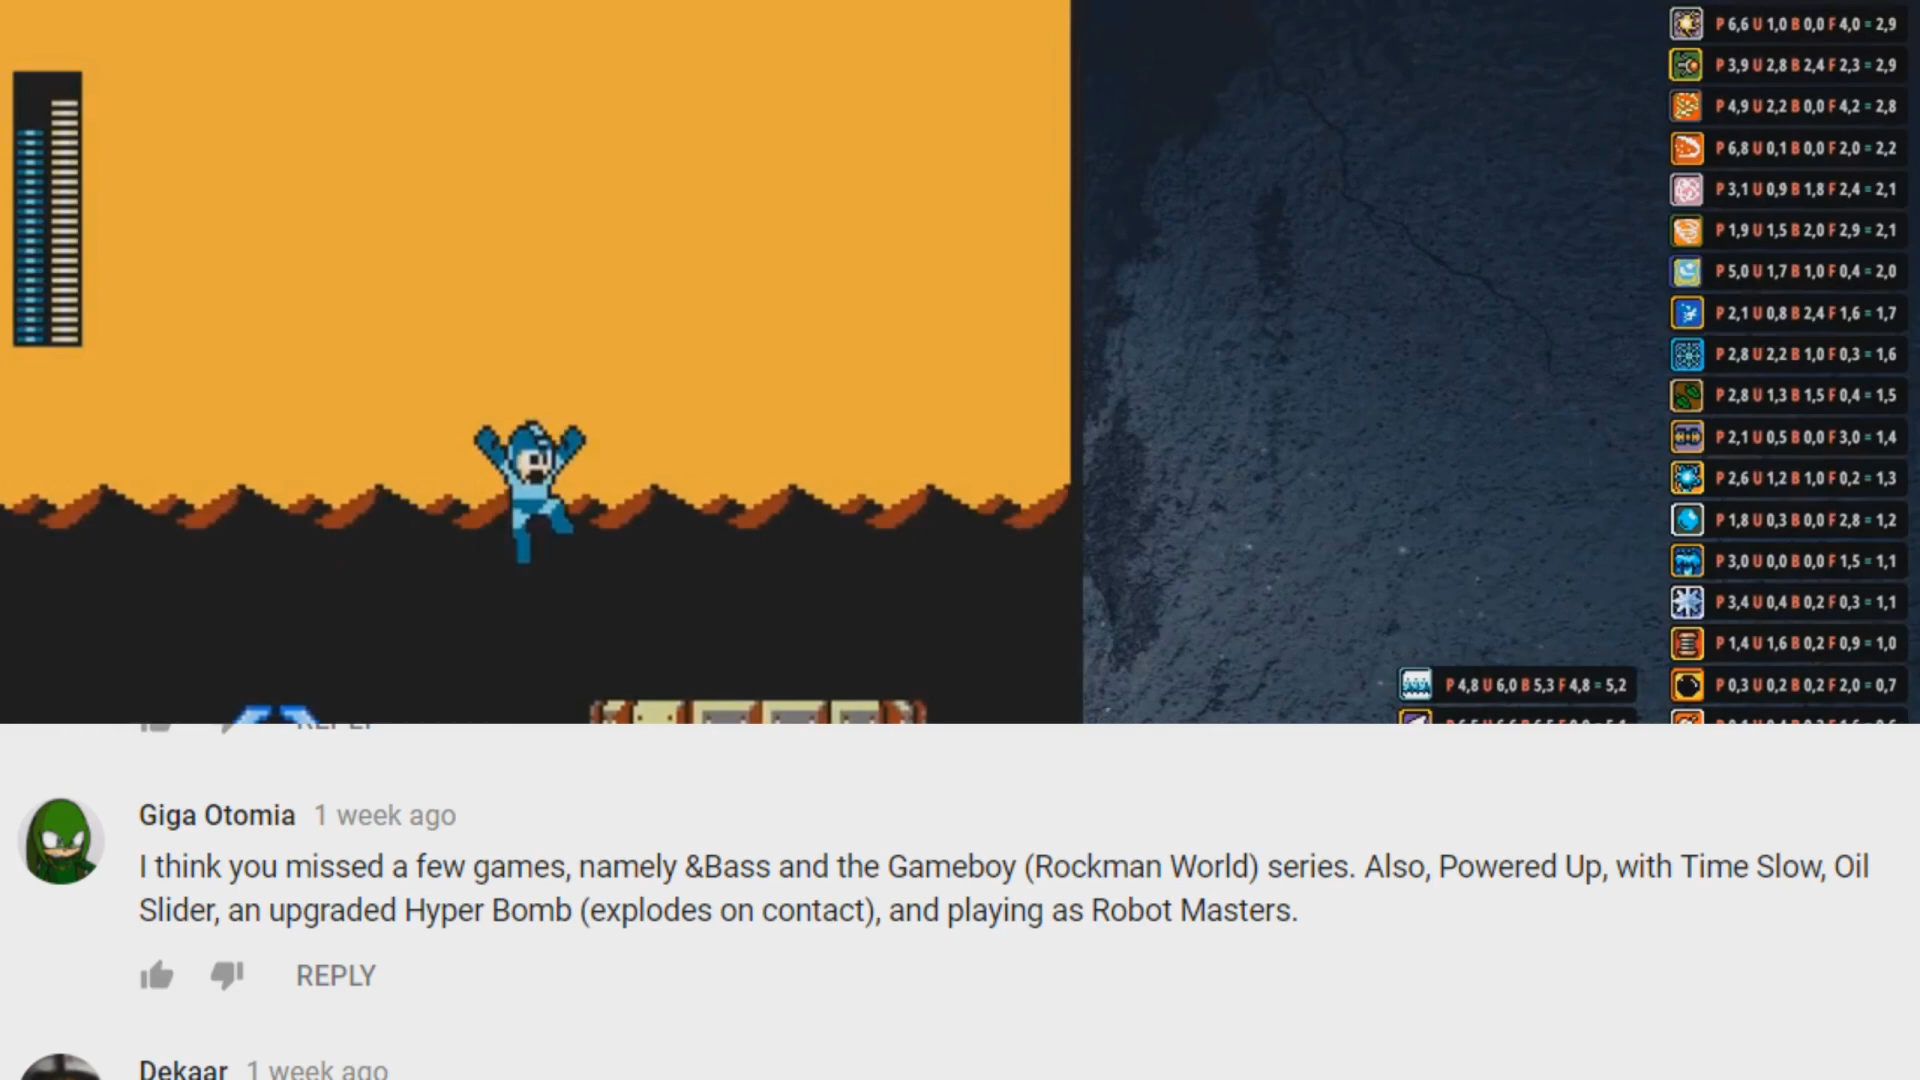 P 6,6 U 1,0 B 0,0 F 4,0 = 2,9
P 3,9 U 2,8 B 2,4 F 2,3 = 2,9
P 4,9 U 2,2 B 0,0 F 4,2 = 2,8
P 6,8 U 0,1 B 0,0 F 2,0 = 2,2
P 3,1 U 0,9 B 1,8 F 2,4 = 2,1
P 1,9 U 1,5 B 2,0 F 2,9 = 2,1
P 5,0 U 1,7 B 1,0 F 0,4 = 2,0
P 2,1 U 0,8 B 2,4 F 1,6 = 1,7
P 2,8 U 2,2 B 1,0 F 0,3 = 1,6
P 2,8 U 1,3 B 1,5 F 0,4 = 1,5
P 2,1 U 0,5 B 0,0 F 3,0 = 1,4
P 2,6 U 1,2 B 1,0 F 0,2 = 1,3
P 1,8 U 0,3 B 0,0 F 2,8 = 1,2
P 3,0 U 0,0 B 0,0 F 1,5 = 1,1
P 3,4 U 0,4 B 0,2 F 0,3 = 1,1
P 1,4 U 1,6 B 0,2 F 0,9 = 1,0
P 4,8 U 6,0 B 5,3 F 4,8 = 5,2
P 0,3 U 0,2 B 0,2 F 2,0 = 0,7
REPLY
Giga Otomia 1 week ago
I think you missed a few games, namely &Bass and the Gameboy (Rockman World) series. Also, Powered Up, with Time Slow, Oil
Slider, an upgraded Hyper Bomb (explodes on contact), and playing as Robot Masters.
REPLY
Dekaar 1 week ago